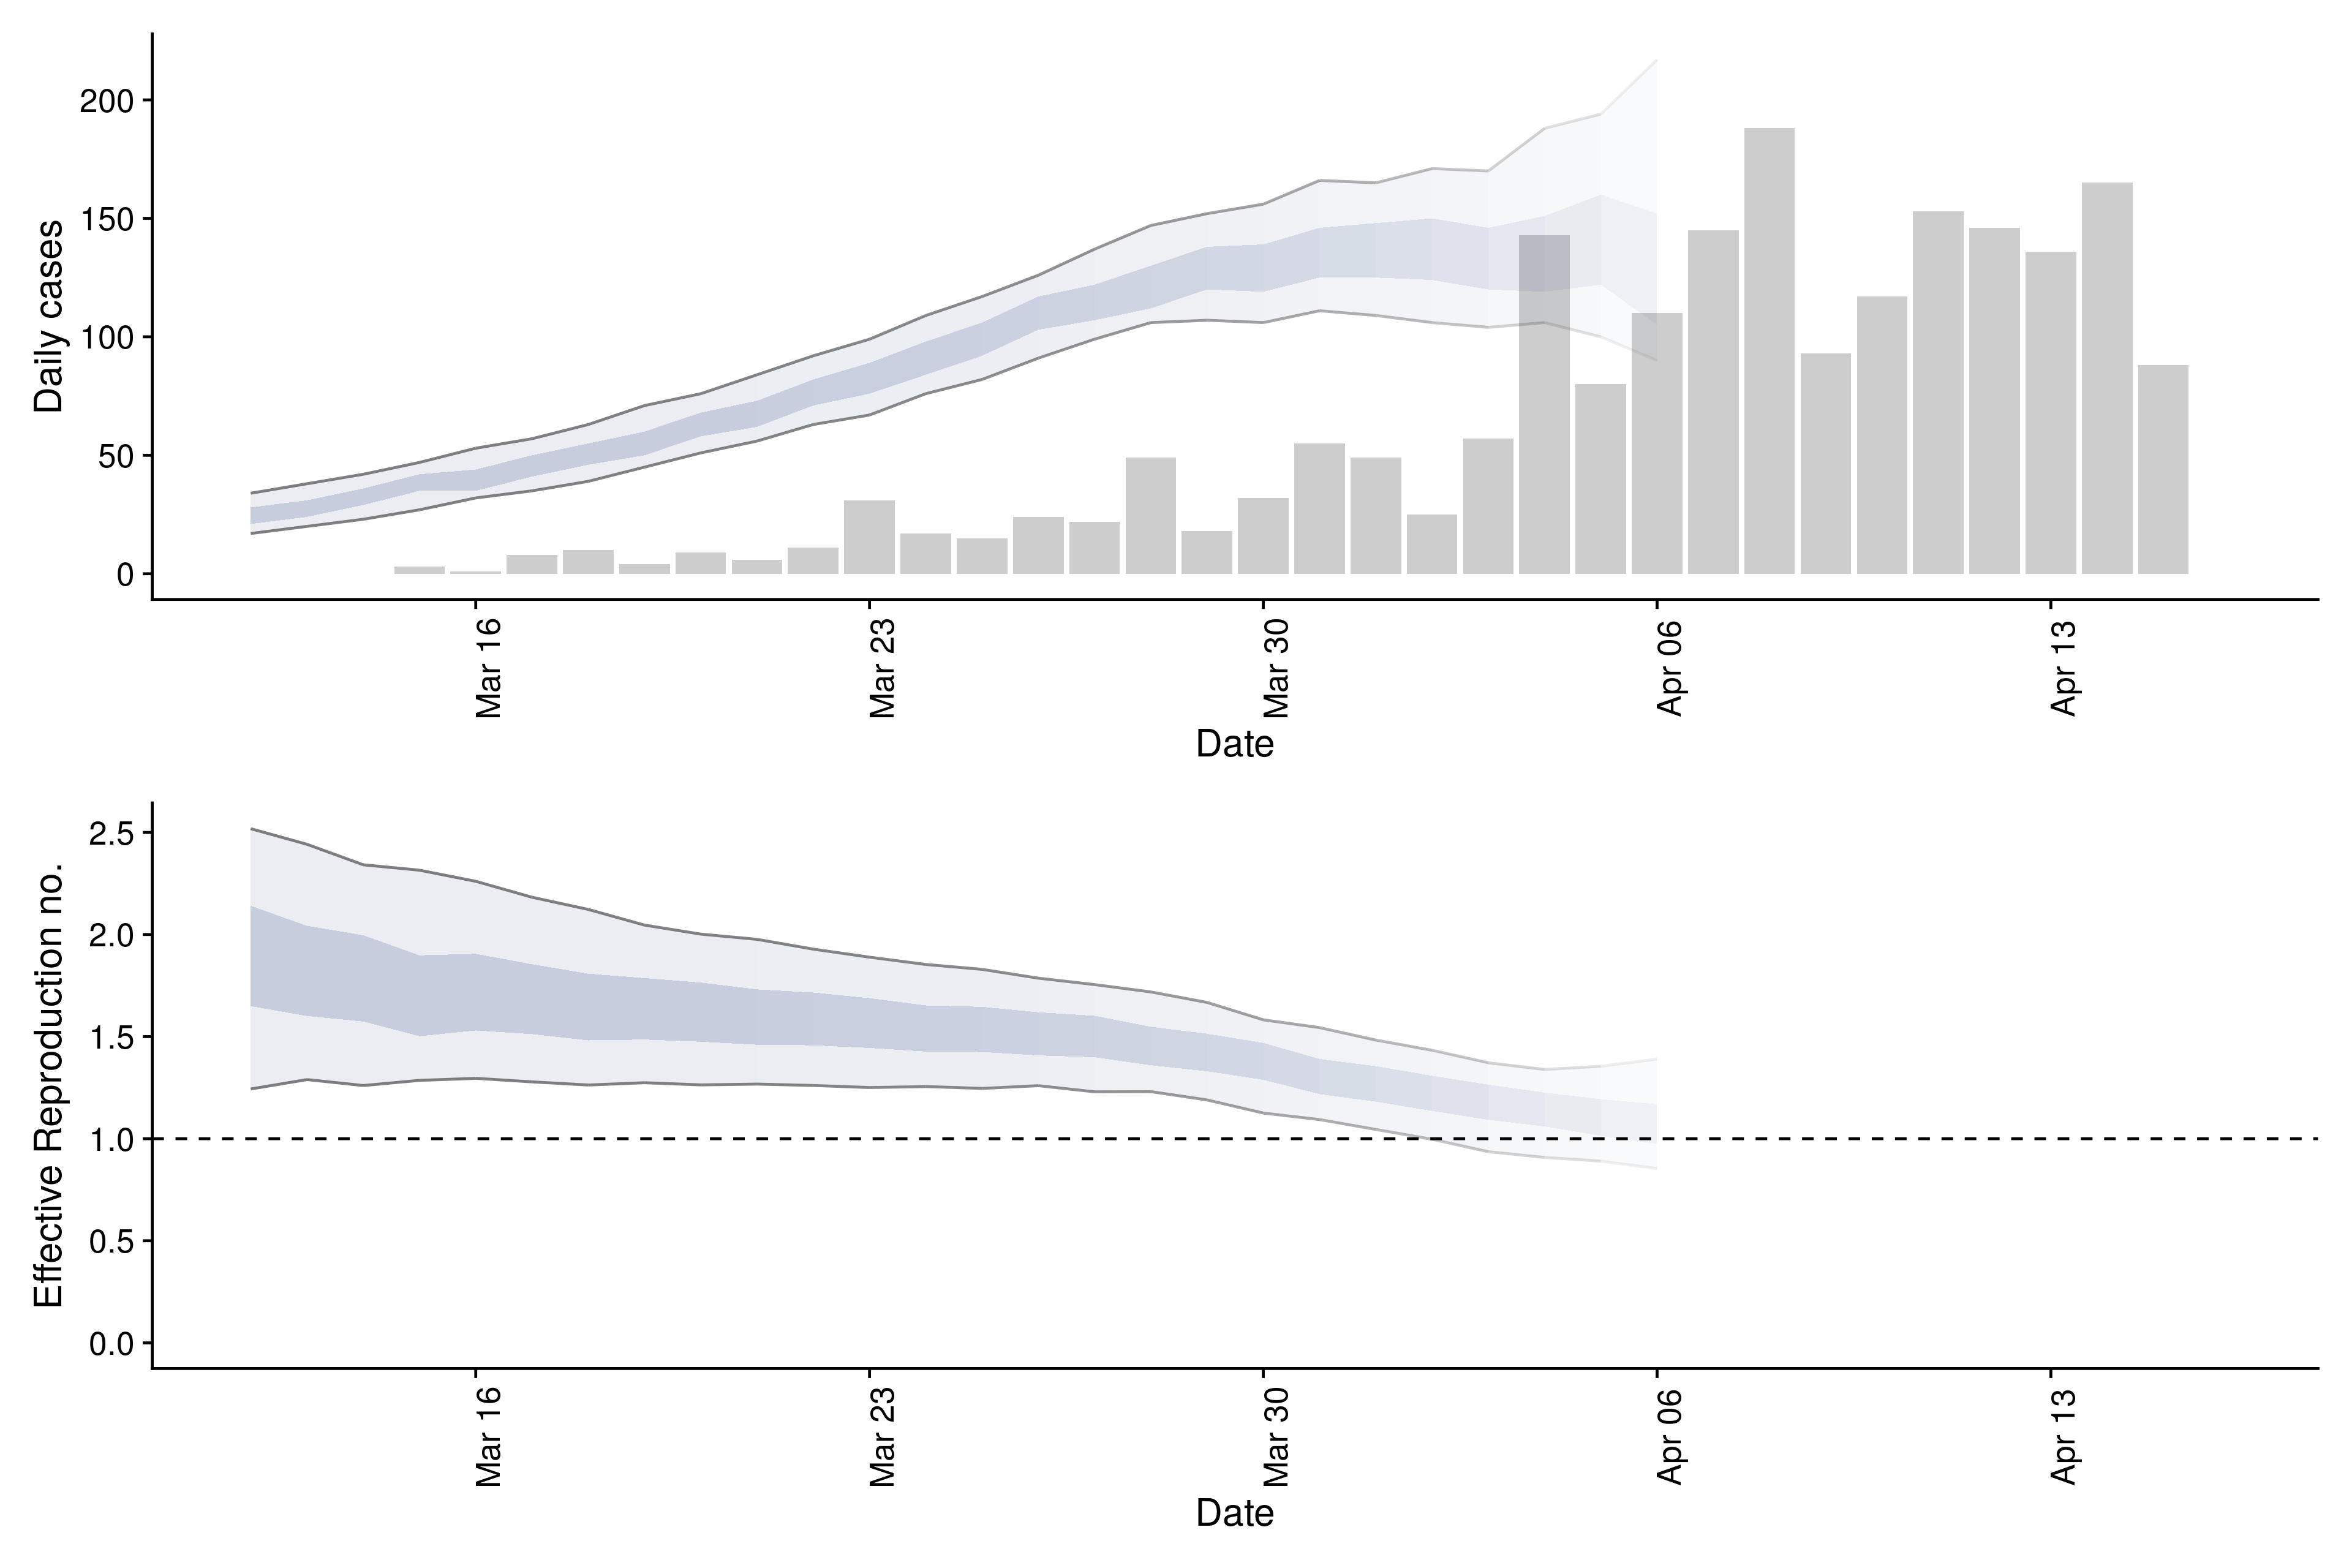 Daily cases
200
150
100
50
0
Mar 16
Mar 23
Mar 30
Apr 06
Apr 13
Date
Effective Reproduction no.
2.5
2.0
1.5
1.0
0.5
0.0
Mar 16
Mar 23
Mar 30
Apr 06
Apr 13
Date